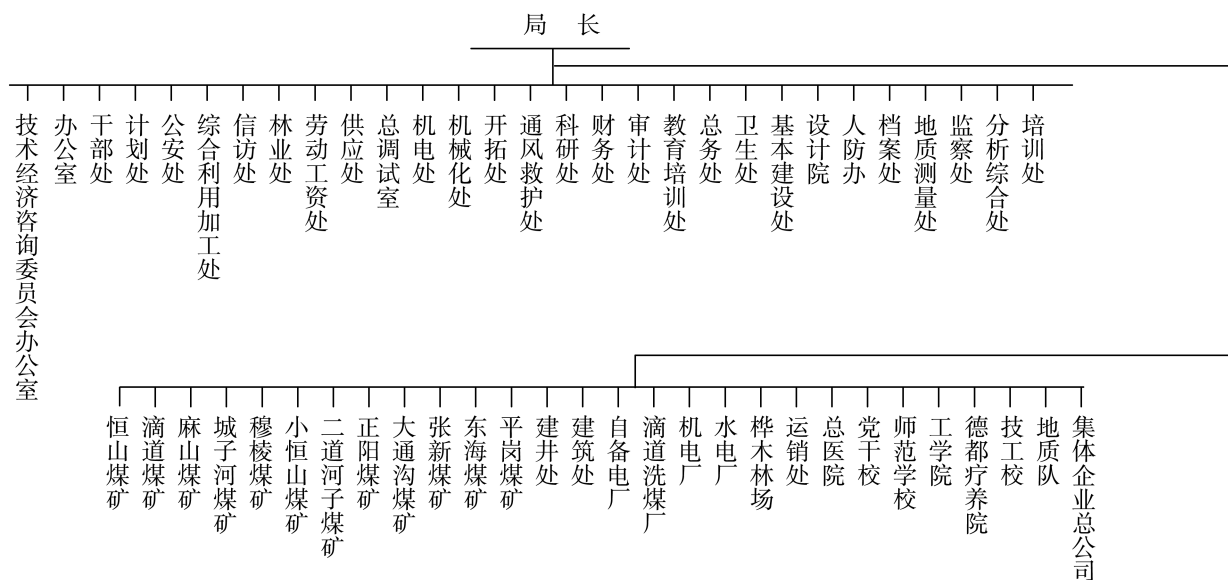 局 长
技术经济咨询委员会办公室
办公室
干部处
计划处
公安处
综合利用加工处
信访处
林业处
劳动工资处
供应处
总调试室
机电处
机械化处
开拓处
通风救护处
科研处
财务处
审计处
教育培训处
总务处
卫生处
基本建设处
设计院
人防办
档案处
地质测量处
监察处
分析综合处
培训处
恒山煤矿
滴道煤矿
麻山煤矿
城子河煤矿
穆棱煤矿
小恒山煤矿
二道河子煤矿
正阳煤矿
大通沟煤矿
张新煤矿
东海煤矿
平岗煤矿
建井处
建筑处
自备电厂
滴道洗煤厂
机电厂
水电厂
桦木林场
运销处
总医院
党干校
师范学校
工学院
德都疗养院
技工校
地质队
集体企业总公司